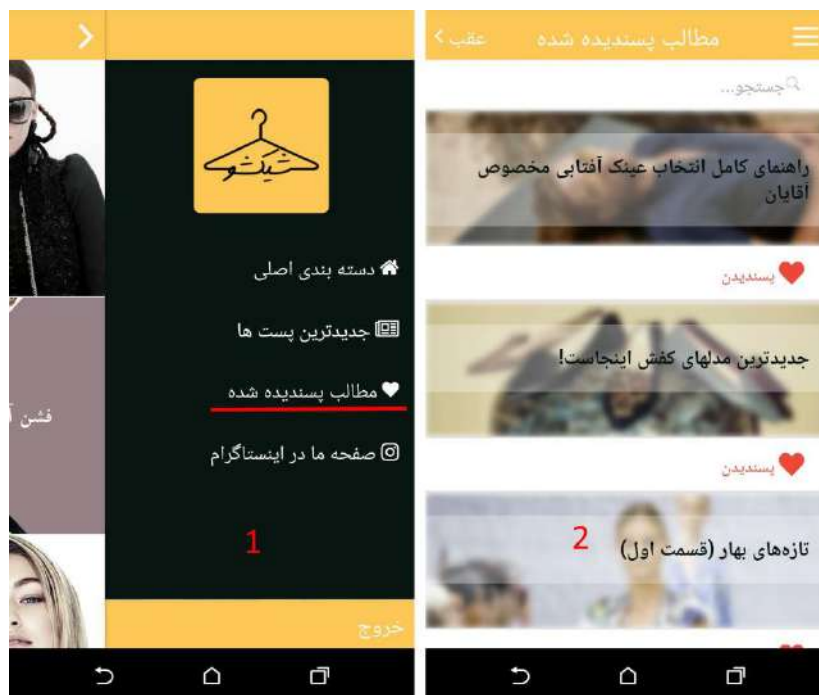 شیکشو
دسته بندی اصلی
جدیدترین پست ها
مطالب پسندیده شده
صفحه ما در اینستاگرام
1
خروج
فشن آ
مطالب پسندیده شده
عقب
جستجو...
راهنمای کامل انتخاب عینک آفتابی مخصوص
آقایان
پسندیدن
جدیدترین مدلهای کفش اینجاست!
پسندیدن
تازه‌های بهار (قسمت اول)
2